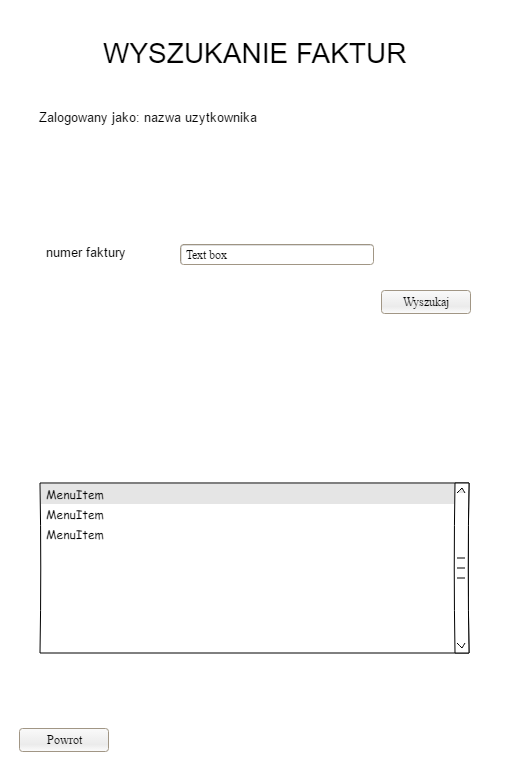 WYSZUKANIE FAKTUR
Zalogowany jako: nazwa uzytkownika
numer faktury
Text box
Wyszukaj
MenuItem
MenuItem
MenuItem
Powrot